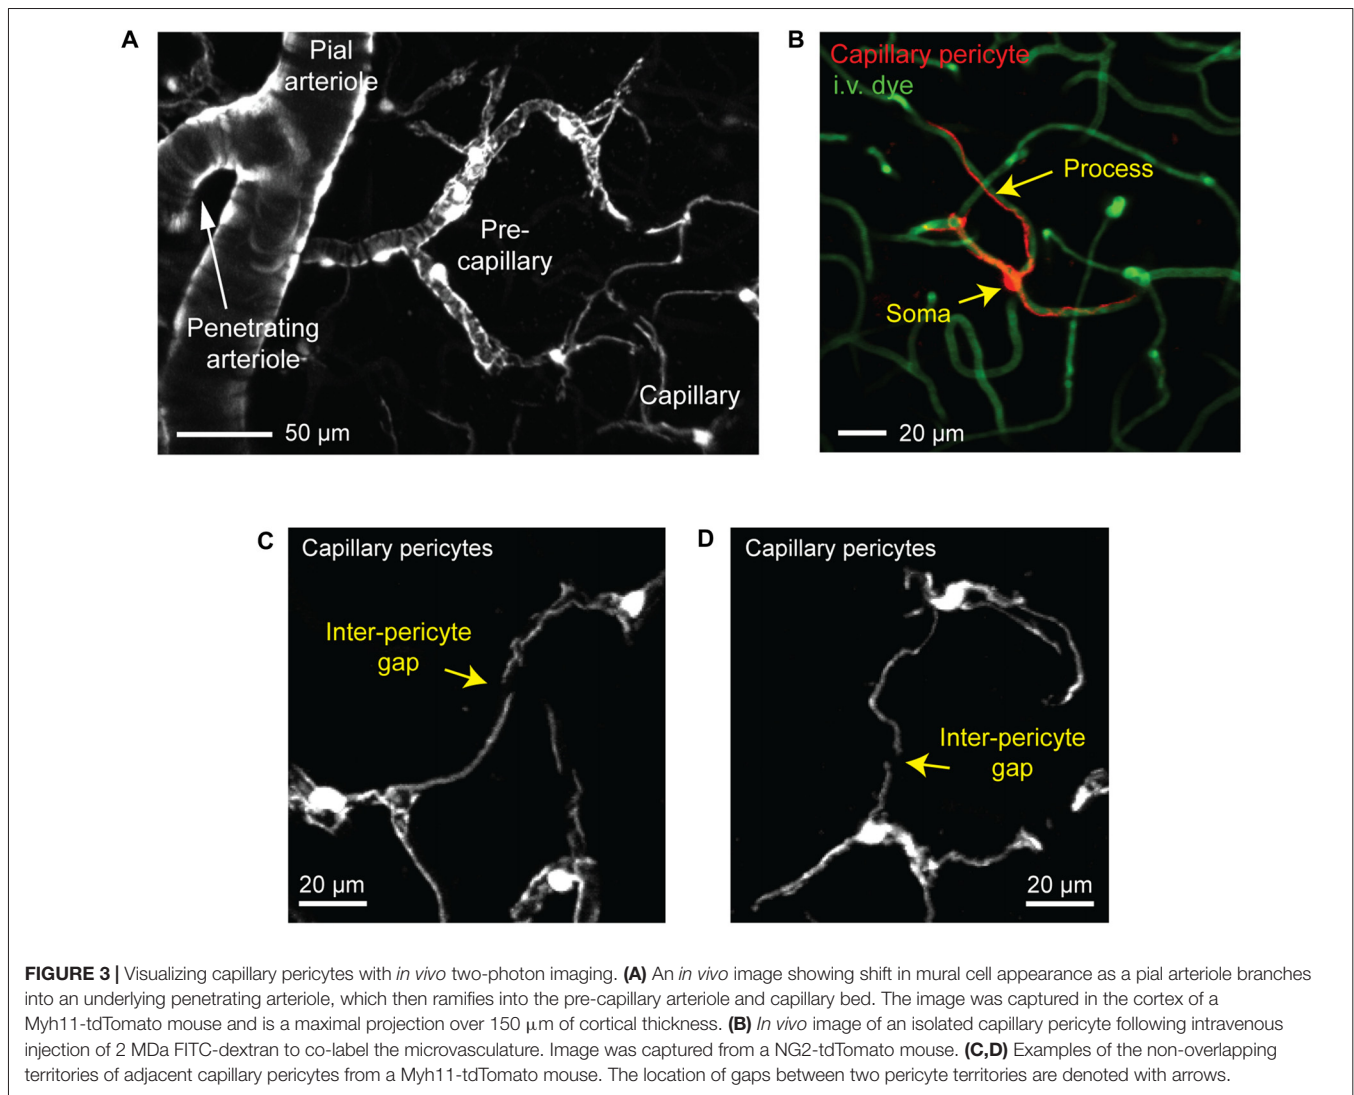 A
Pial
arteriole
Pre-
capillary
Penetrating
arteriole
Capillary
50 μm
B
Capillary pericyte
i.v. dye
Process
Soma
20 μm
C
Capillary pericytes
Inter-pericyte
gap
20 μm
D
Capillary pericytes
Inter-pericyte
gap
20 μm
FIGURE 3 | Visualizing capillary pericytes with in vivo two-photon imaging. (A) An in vivo image showing shift in mural cell appearance as a pial arteriole branches
into an underlying penetrating arteriole, which then ramifies into the pre-capillary arteriole and capillary bed. The image was captured in the cortex of a
Myh11-tdTomato mouse and is a maximal projection over 150 μm of cortical thickness. (B) In vivo image of an isolated capillary pericyte following intravenous
injection of 2 MDa FITC-dextran to co-label the microvasculature. Image was captured from a NG2-tdTomato mouse. (C,D) Examples of the non-overlapping
territories of adjacent capillary pericytes from a Myh11-tdTomato mouse. The location of gaps between two pericyte territories are denoted with arrows.